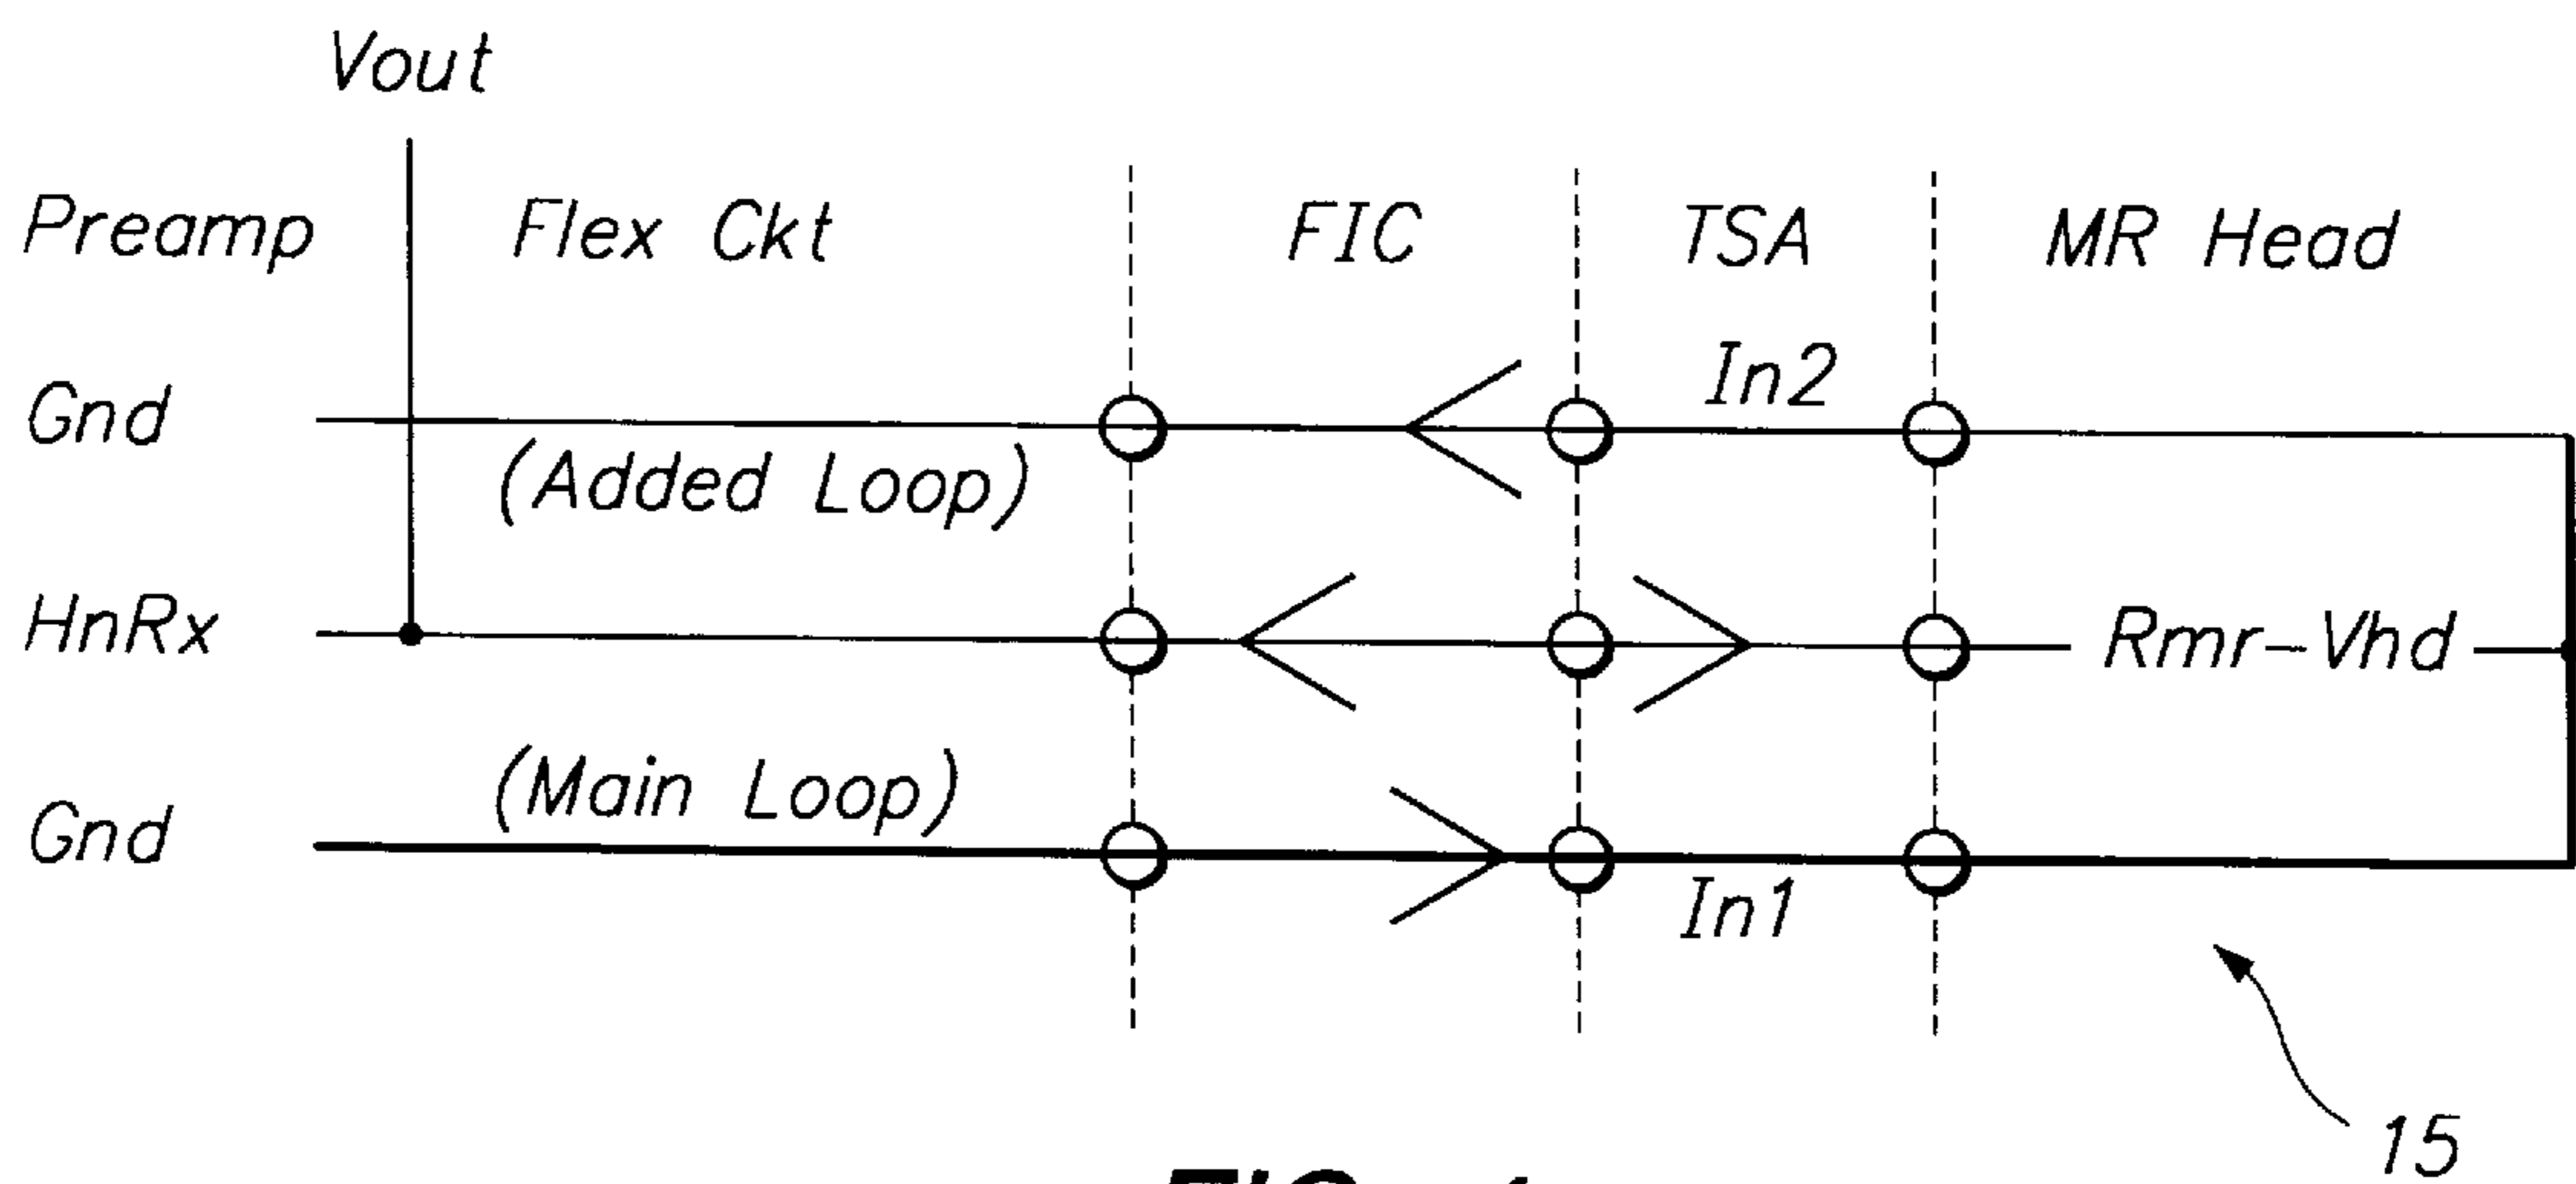 Vout
Preamp Flex Ckt FIC TSA MR Head
Gnd In2
(Added Loop)
HnRx Rmr-Vhd
(Main Loop)
Gnd In1
15